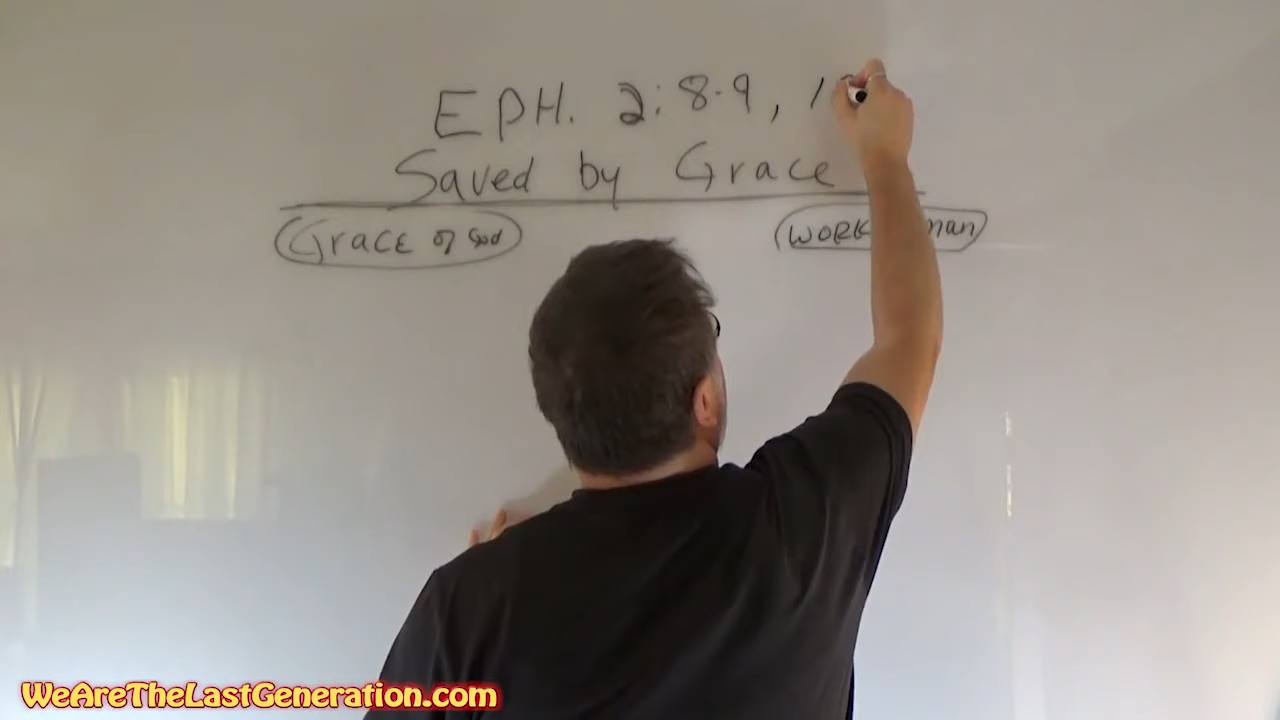 EPH. 2:8-9, 1
Saved by Grace
Grace of God
WORK man
WeAreTheLastGeneration.com